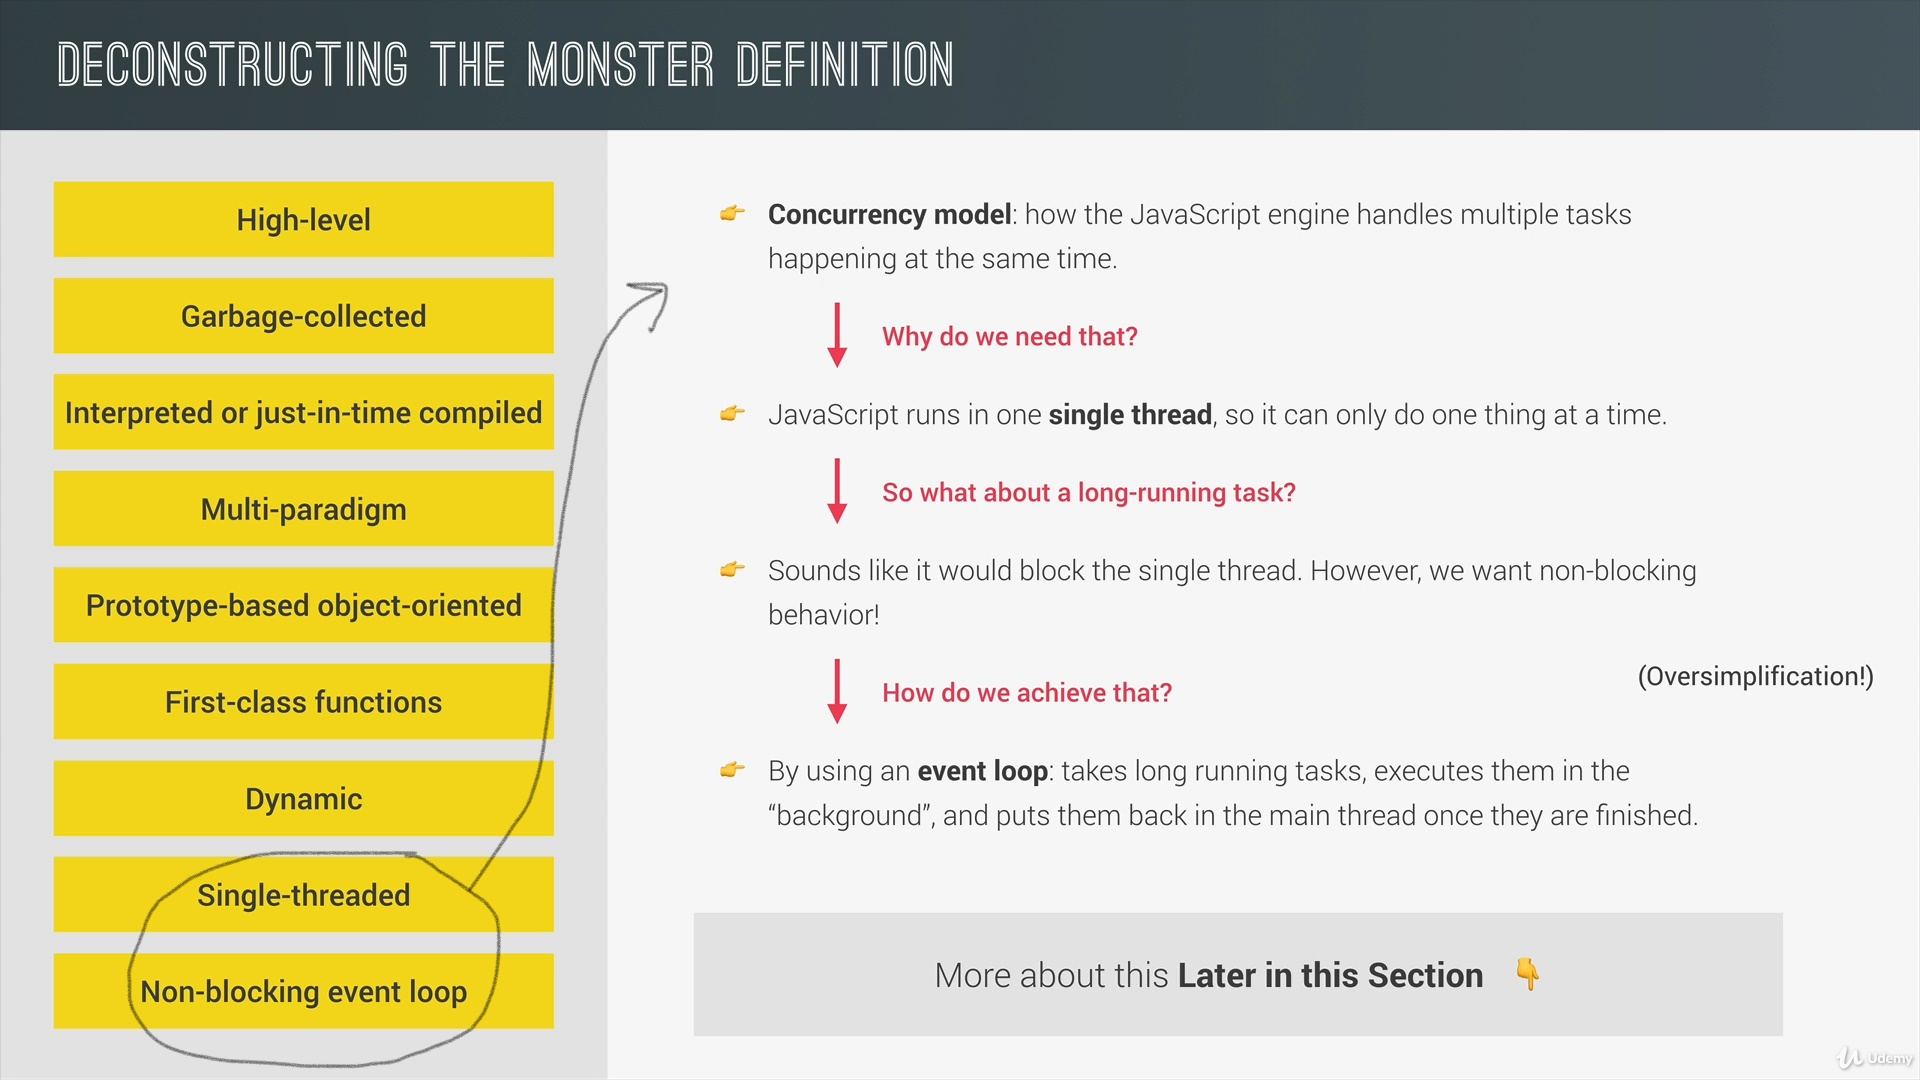 DECONSTRUCTING THE MONSTER DEFINITION
High-level
Garbage-collected
Interpreted or just-in-time compiled
Multi-paradigm
Prototype-based object-oriented
First-class functions
Dynamic
Single-threaded
Non-blocking event loop
👉 Concurrency model: how the JavaScript engine handles multiple tasks
happening at the same time.
Why do we need that?
👉 JavaScript runs in one single thread, so it can only do one thing at a time.
So what about a long-running task?
👉 Sounds like it would block the single thread. However, we want non-blocking
behavior!
How do we achieve that?
(Oversimplification!)
👉 By using an event loop: takes long running tasks, executes them in the
“background”, and puts them back in the main thread once they are finished.
More about this Later in this Section 👇
Udemy